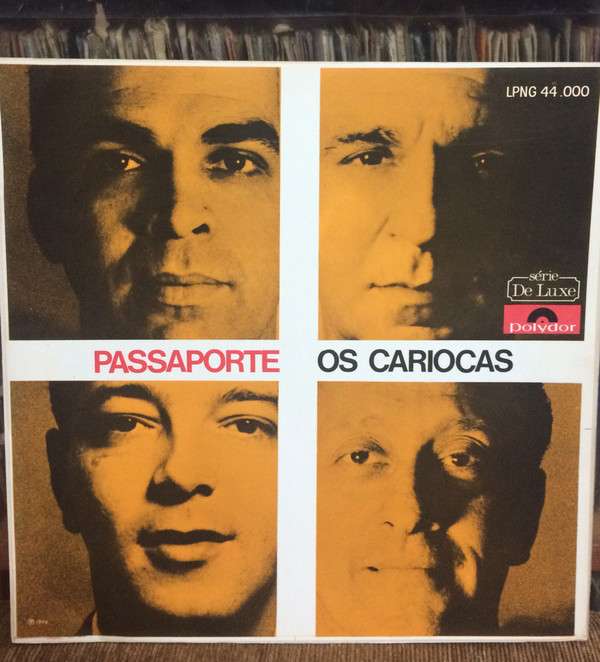 LPNG 44.000
série
De Luxe
polydor
PASSAPORTE OS CARIOCAS